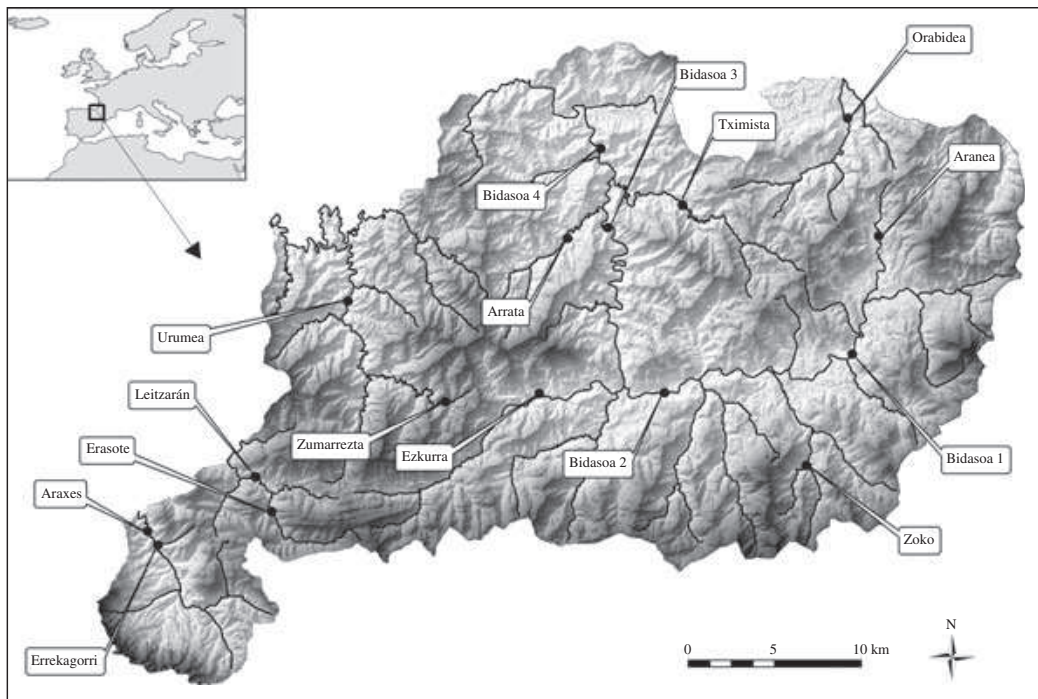 Orabidea
Bidasoa 3
Tximista
Aranea
Bidasoa 4
Arrata
Urumea
Leitzarán
Zumarrezta
Ezkurra
Erasote
Bidasoa 2
Bidasoa 1
Araxes
Zoko
Errekagorri
N
0 5 10 km